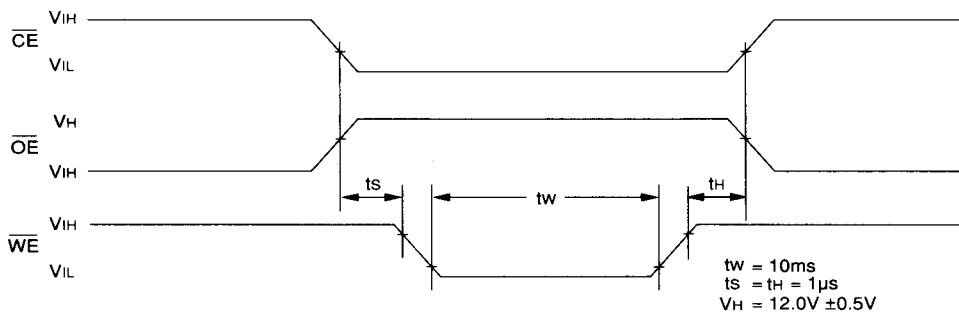 VIH
CE
VIL
VH
OE
VIH
ts
tw
tH
VIH
WE
VIL
tw = 10ms
ts = tH = 1µs
VH = 12.0V ±0.5V